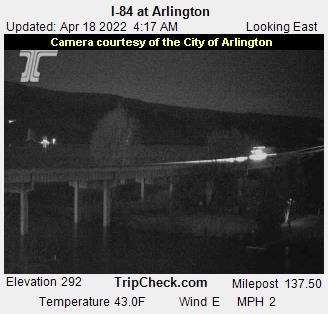 I-84 at Arlington
Updated: Apr 18 2022 4:17 AM Looking East
Camera courtesy of the City of Arlington
Elevation 292 TripCheck.com Milepost 137.50
Temperature 43.0F Wind E MPH 2